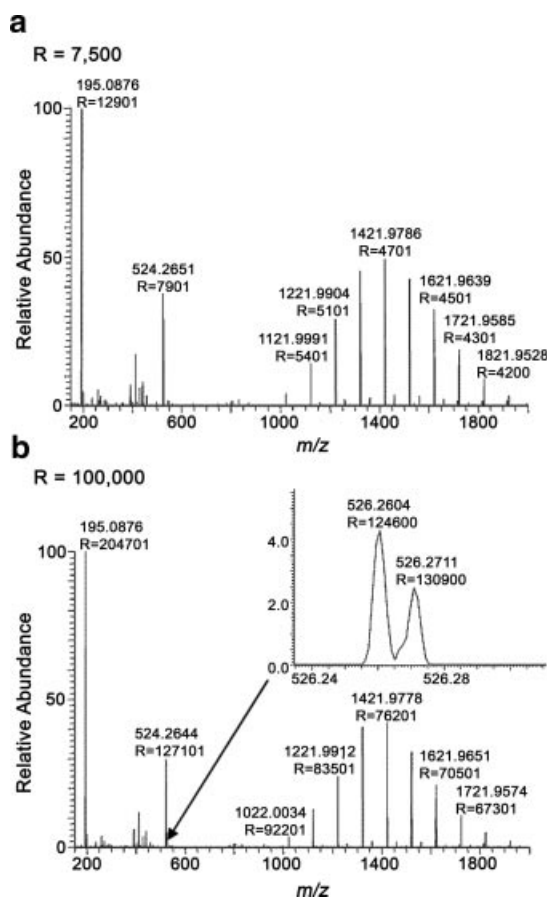 a
R = 7,500
195.0876
R=12901
100
Relative Abundance
50
0
524.2651
R=7901
1121.9991
R=5401
1221.9904
R=5101
1421.9786
R=4701
1621.9639
R=4501
1721.9585
R=4301
1821.9528
R=4200
200 600 1000 1400 1800
m/z
b
R = 100,000
195.0876
R=204701
100
Relative Abundance
50
0
524.2644
R=127101
4.0
2.0
0.0
526.2604
R=124600
526.2711
R=130900
526.24 526.28
1022.0034
R=92201
1221.9912
R=83501
1421.9778
R=76201
1621.9651
R=70501
1721.9574
R=67301
200 600 1000 1400 1800
m/z